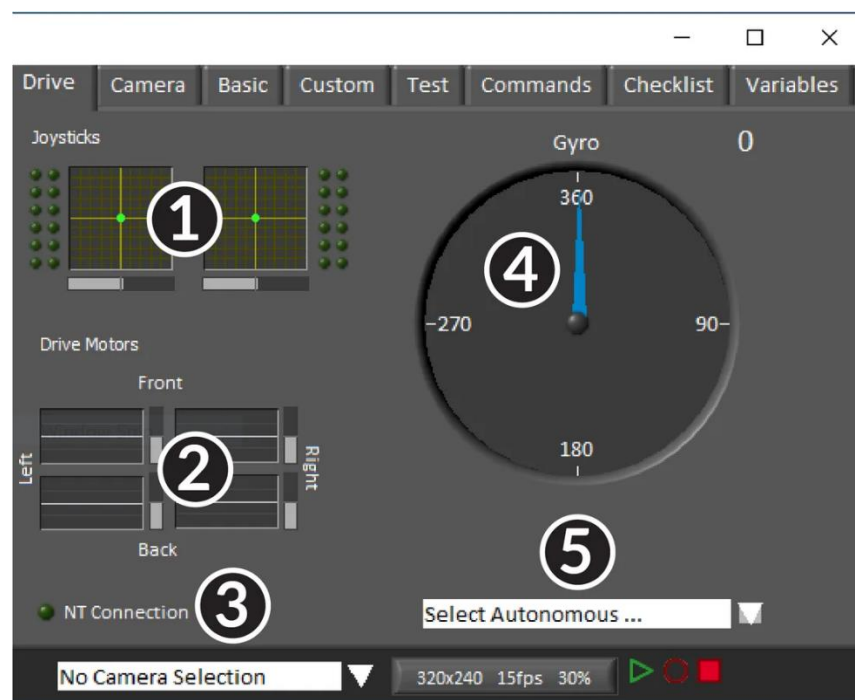 Drive Camera Basic Custom Test Commands Checklist Variables
Joysticks
Gyro 0
360
1
4
-270 90-
Drive Motors
Front
180
Left 2 Right
Back
5
NT Connection 3
Select Autonomous ...
No Camera Selection 320x240 15fps 30%